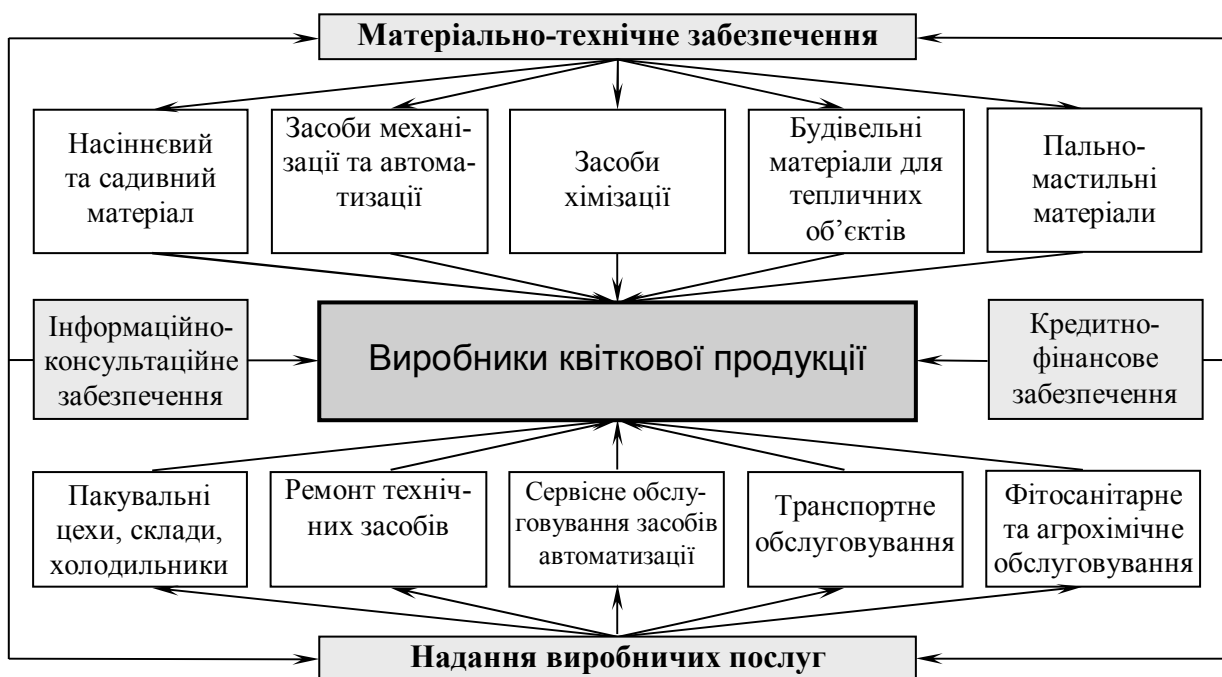 Матеріально-технічне забезпечення
Насіннєвий
та садивний
матеріал
Засоби механі-
зації та автома-
тизації
Засоби
хімізації
Будівельні
матеріали для
тепличних
об’єктів
Пально-
мастильні
матеріали
Інформаційно-
консультаційне
забезпечення
Виробники квіткової продукції
Кредитно-
фінансове
забезпечення
Пакувальні
цехи, склади,
холодильники
Ремонт техніч-
них засобів
Сервісне обслу-
говування засобів
автоматизації
Транспортне
обслуговування
Фітосанітарне
та агрохімічне
обслуговування
Надання виробничих послуг